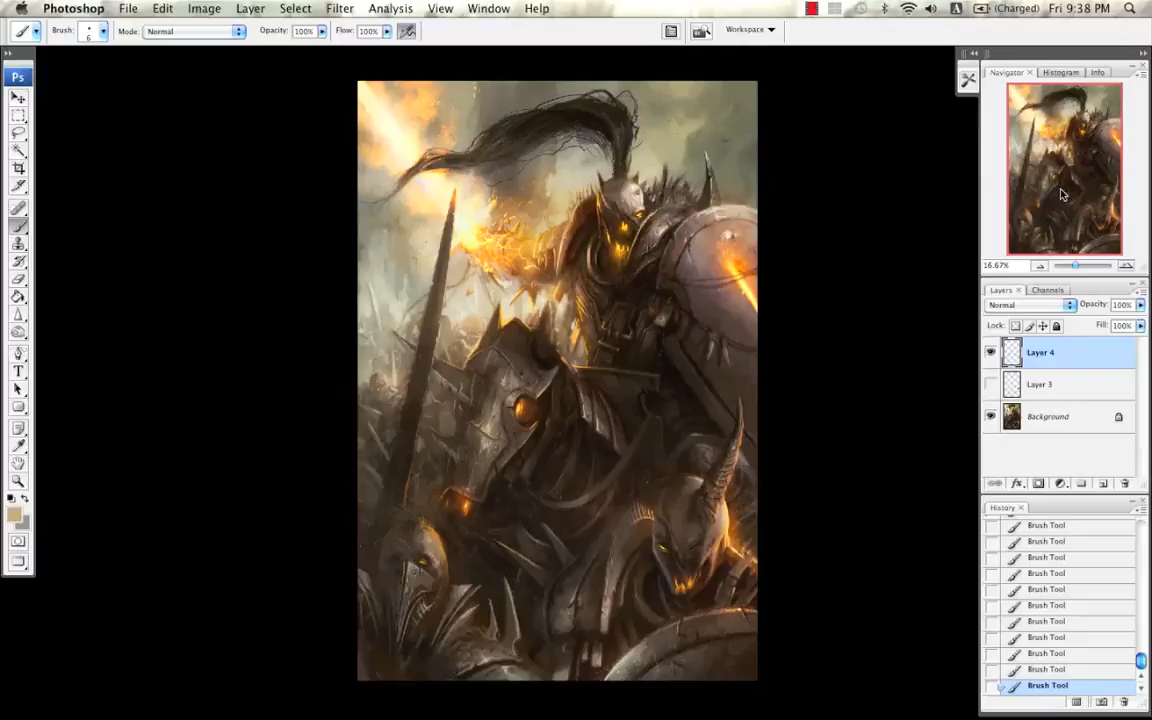 Photoshop File Edit Image Layer Select Filter Analysis View Window Help A (Charged) Fri 9:38 PM
Brush: 6 Mode: Normal Opacity: 100% Flow: 100% Workspace
Ps
T
Navigator Histogram Info
16.67%
Layers Channels
Normal Opacity: 100%
Lock: Fill: 100%
Layer 4
Layer 3
Background
fx
History
Brush Tool
Brush Tool
Brush Tool
Brush Tool
Brush Tool
Brush Tool
Brush Tool
Brush Tool
Brush Tool
Brush Tool
Brush Tool